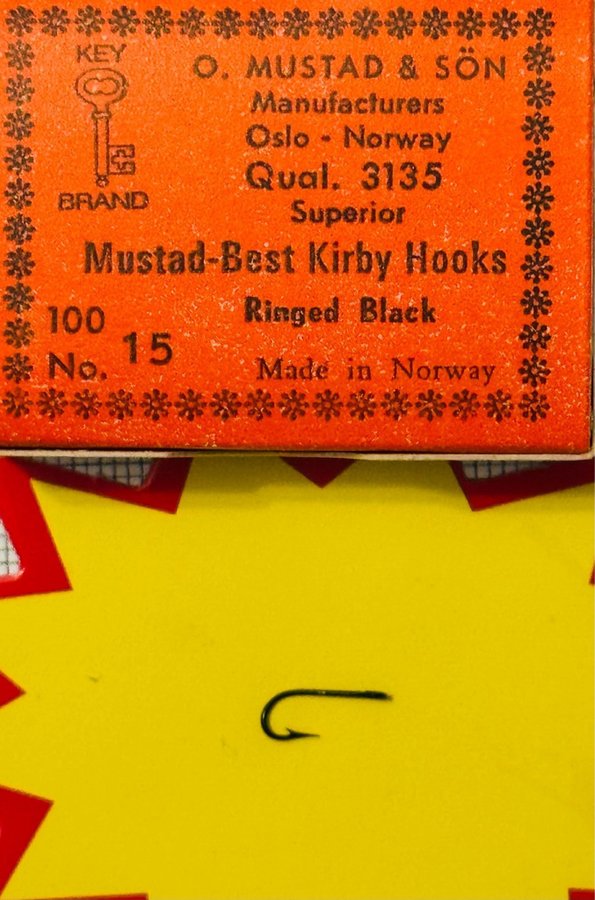 KEY
BRAND
O. MUSTAD & SÖN
Manufacturers
Oslo - Norway
Qual. 3135
Superior
Mustad-Best Kirby Hooks
Ringed Black
100
No. 15
Made in Norway